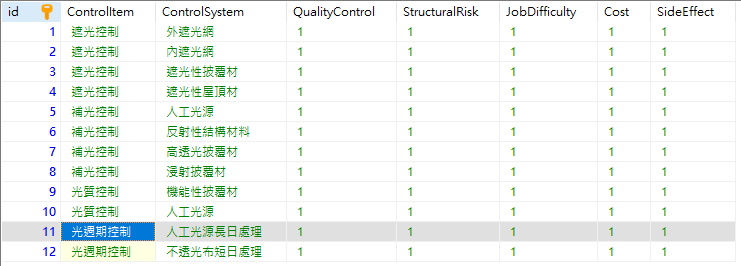 id ControlItem ControlSystem QualityControl StructuralRisk JobDifficulty Cost SideEffect
1 遮光控制 外遮光網 1 1 1 1 1
2 遮光控制 內遮光網 1 1 1 1 1
3 遮光控制 遮光性披覆材 1 1 1 1 1
4 遮光控制 遮光性屋頂材 1 1 1 1 1
5 補光控制 人工光源 1 1 1 1 1
6 補光控制 反射性結構材料 1 1 1 1 1
7 補光控制 高透光披覆材 1 1 1 1 1
8 補光控制 漫射披覆材 1 1 1 1 1
9 光質控制 機能性披覆材 1 1 1 1 1
10 光質控制 人工光源 1 1 1 1 1
11 光週期控制 人工光源長日處理 1 1 1 1 1
12 光週期控制 不透光布短日處理 1 1 1 1 1